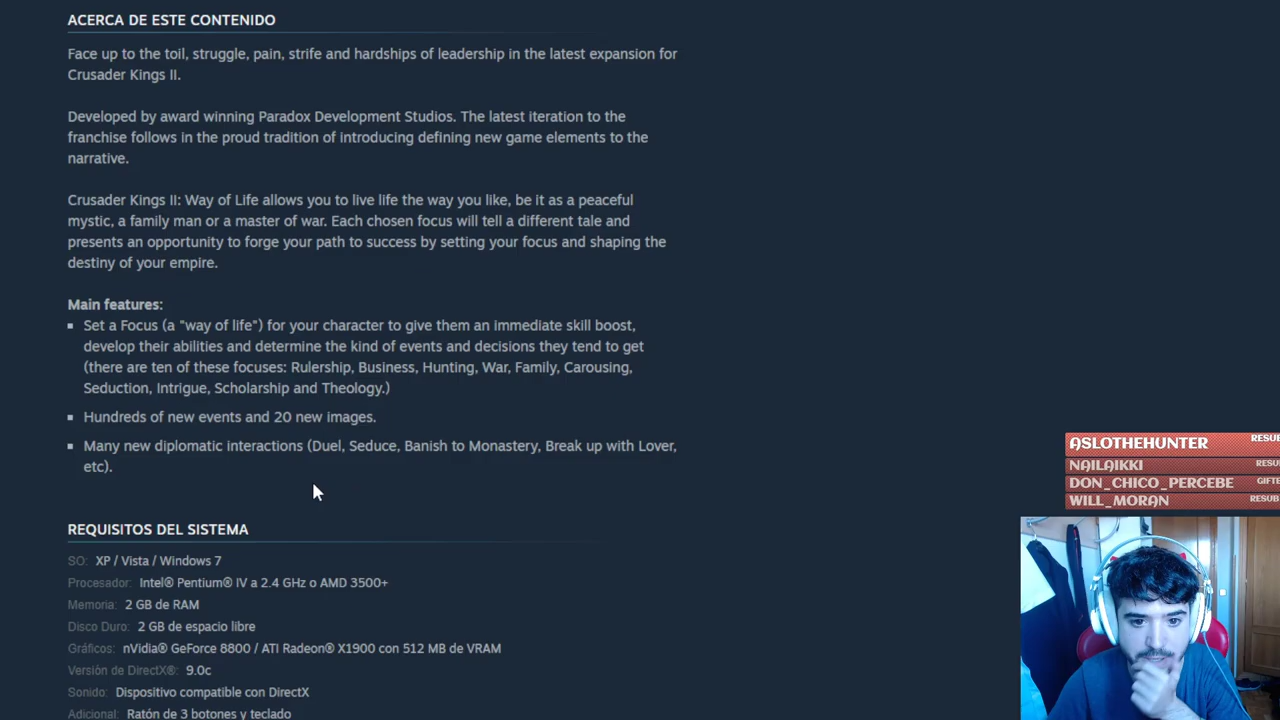 ACERCA DE ESTE CONTENIDO
Face up to the toil, struggle, pain, strife and hardships of leadership in the latest expansion for
Crusader Kings II.
Developed by award winning Paradox Development Studios. The latest iteration to the
franchise follows in the proud tradition of introducing defining new game elements to the
narrative.
Crusader Kings II: Way of Life allows you to live life the way you like, be it as a peaceful
mystic, a family man or a master of war. Each chosen focus will tell a different tale and
presents an opportunity to forge your path to success by setting your focus and shaping the
destiny of your empire.
Main features:
Set a Focus (a "way of life") for your character to give them an immediate skill boost,
develop their abilities and determine the kind of events and decisions they tend to get
(there are ten of these focuses: Rulership, Business, Hunting, War, Family, Carousing,
Seduction, Intrigue, Scholarship and Theology.)
Hundreds of new events and 20 new images.
Many new diplomatic interactions (Duel, Seduce, Banish to Monastery, Break up with Lover,
etc).
REQUISITOS DEL SISTEMA
SO: XP / Vista / Windows 7
Procesador: Intel® Pentium® IV a 2.4 GHz o AMD 3500+
Memoria: 2 GB de RAM
Disco Duro: 2 GB de espacio libre
Gráficos: nVidia® GeForce 8800 / ATI Radeon® X1900 con 512 MB de VRAM
Versión de DirectX®: 9.0c
Sonido: Dispositivo compatible con DirectX
Adicional: Ratón de 3 botones y teclado
ASLOTHEHUNTER RESUB
NAILAIKKI RESU
DON_CHICO_PERCEBE GIFTE
WILL_MORAN RESUB